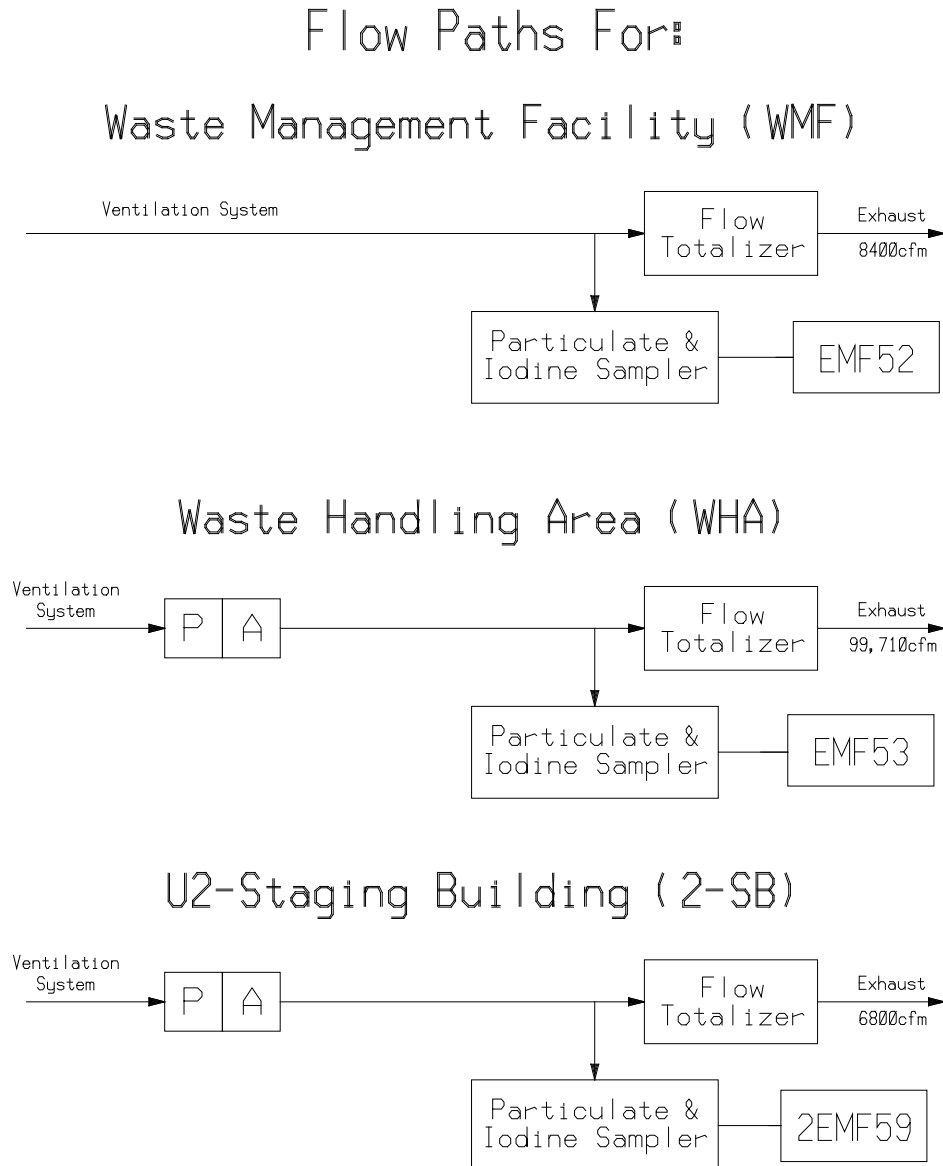 Flow Paths For:
Waste Management Facility (WMF)
Ventilation System
Flow
Totalizer
Exhaust
8400cfm
Particulate &
Iodine Sampler
EMF52
Waste Handling Area (WHA)
Ventilation
System
P A
Flow
Totalizer
Exhaust
99,710cfm
Particulate &
Iodine Sampler
EMF53
U2-Staging Building (2-SB)
Ventilation
System
P A
Flow
Totalizer
Exhaust
6800cfm
Particulate &
Iodine Sampler
2EMF59